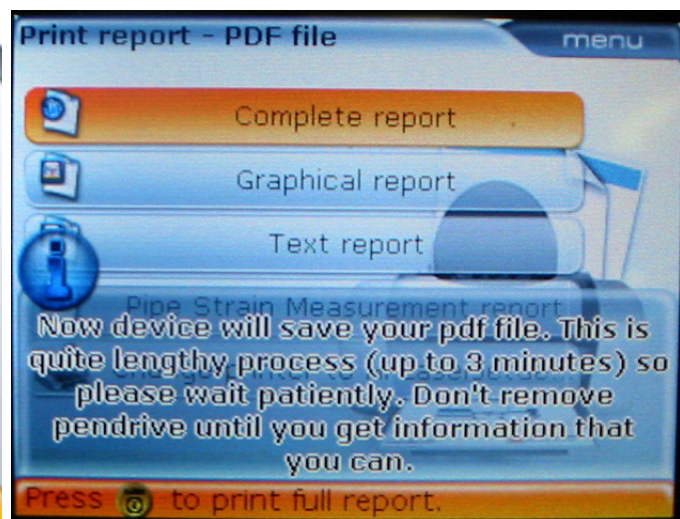 Print report - PDF file
menu
Complete report
Graphical report
Text report
Pipe Strain Measurement report
Now device will save your pdf file. This is
quite lengthy process (up to 3 minutes) so
please wait patiently. Don't remove
pendrive until you get information that
you can.
Press to print full report.